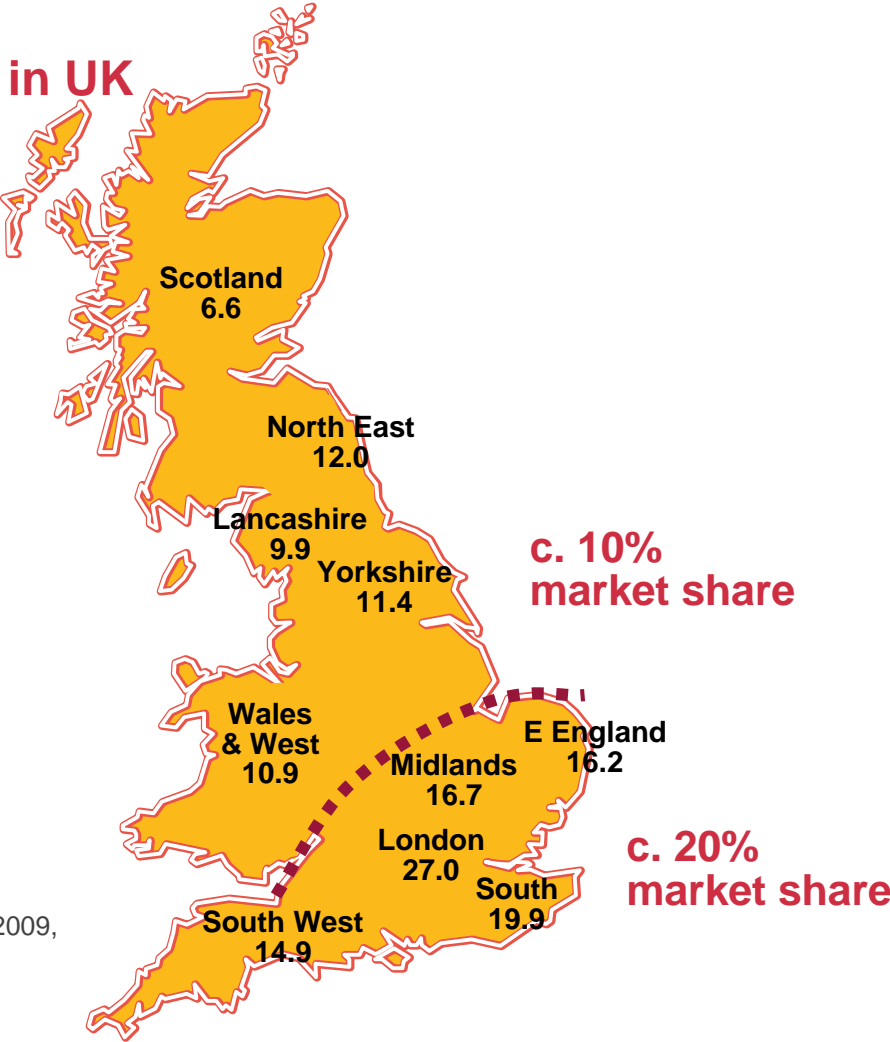 in UK
Scotland
6.6
North East
12.0
Lancashire
9.9
Yorkshire
11.4
c. 10%
market share
Wales
& West
10.9
E England
16.2
Midlands
16.7
London
27.0
South
19.9
c. 20%
market share
South West
14.9
2009,